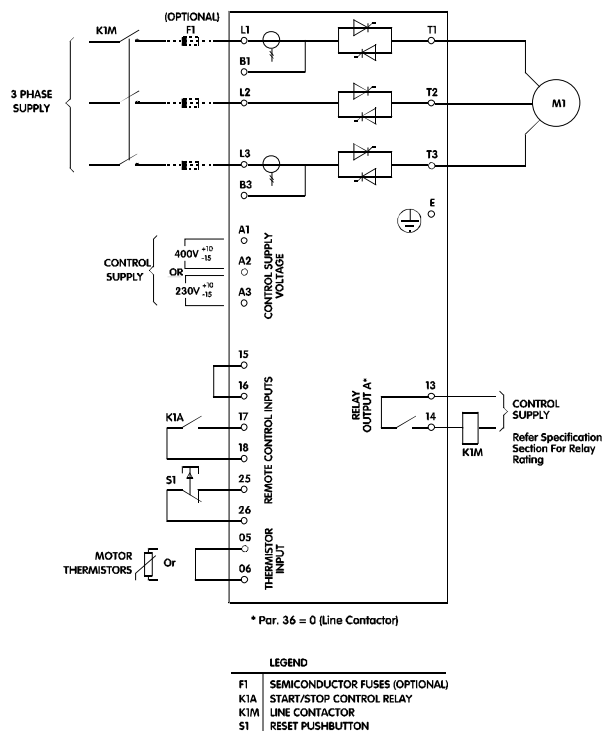 (OPTIONAL)
K1M F1 L1 T1
B1
3 PHASE
SUPPLY
L2 T2 M1
L3 T3
B3
E
A1
400V +10 -15
CONTROL
SUPPLY
OR
A2
230V +10 -15
A3
CONTROL SUPPLY
VOLTAGE
15
16
K1A 17
18
S1 25
26
REMOTE CONTROL INPUTS
RELAY
OUTPUT A*
13
14
K1M
CONTROL
SUPPLY
Refer Specification
Section For Relay
Rating
MOTOR
THERMISTORS
Or
05
06
THERMISTOR
INPUT
* Par. 36 = 0 (Line Contactor)
LEGEND
F1 SEMICONDUCTOR FUSES (OPTIONAL)
K1A START/STOP CONTROL RELAY
K1M LINE CONTACTOR
S1 RESET PUSHBUTTON